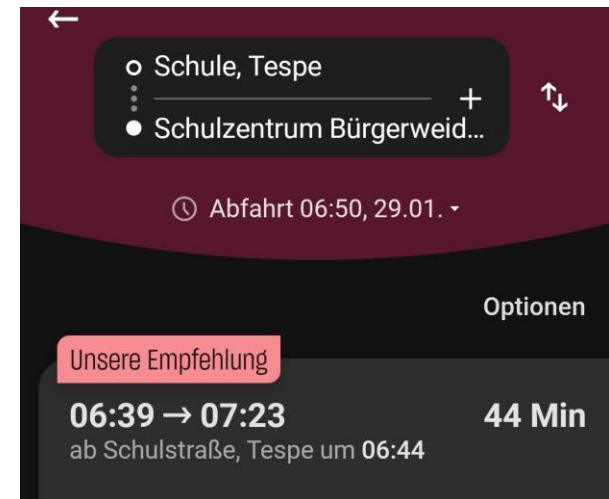 Schule, Tespe
Schulzentrum Bürgerweid...
Abfahrt 06:50, 29.01.
Optionen
Unsere Empfehlung
06:39 → 07:23 44 Min
ab Schulstraße, Tespe um 06:44